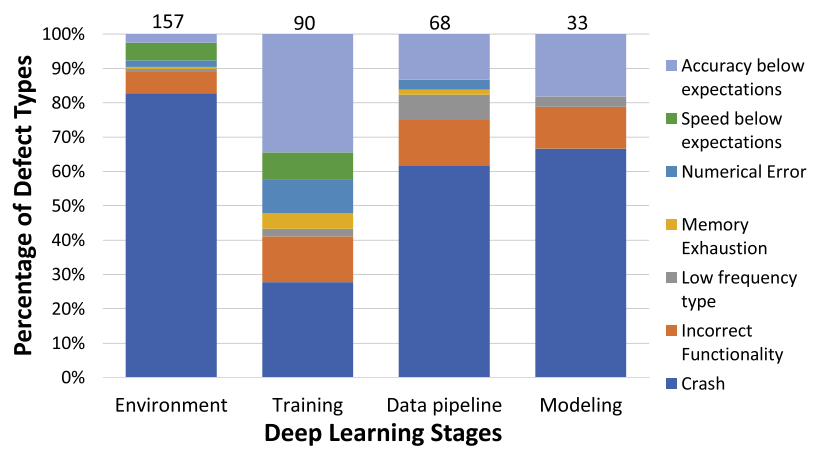 157
90
68
33
100%
90%
80%
70%
60%
50%
40%
30%
20%
10%
0%
Percentage of Defect Types
Environment
Training
Data pipeline
Modeling
Deep Learning Stages
Accuracy below
expectations
Speed below
expectations
Numerical Error
Memory
Exhaustion
Low frequency
type
Incorrect
Functionality
Crash